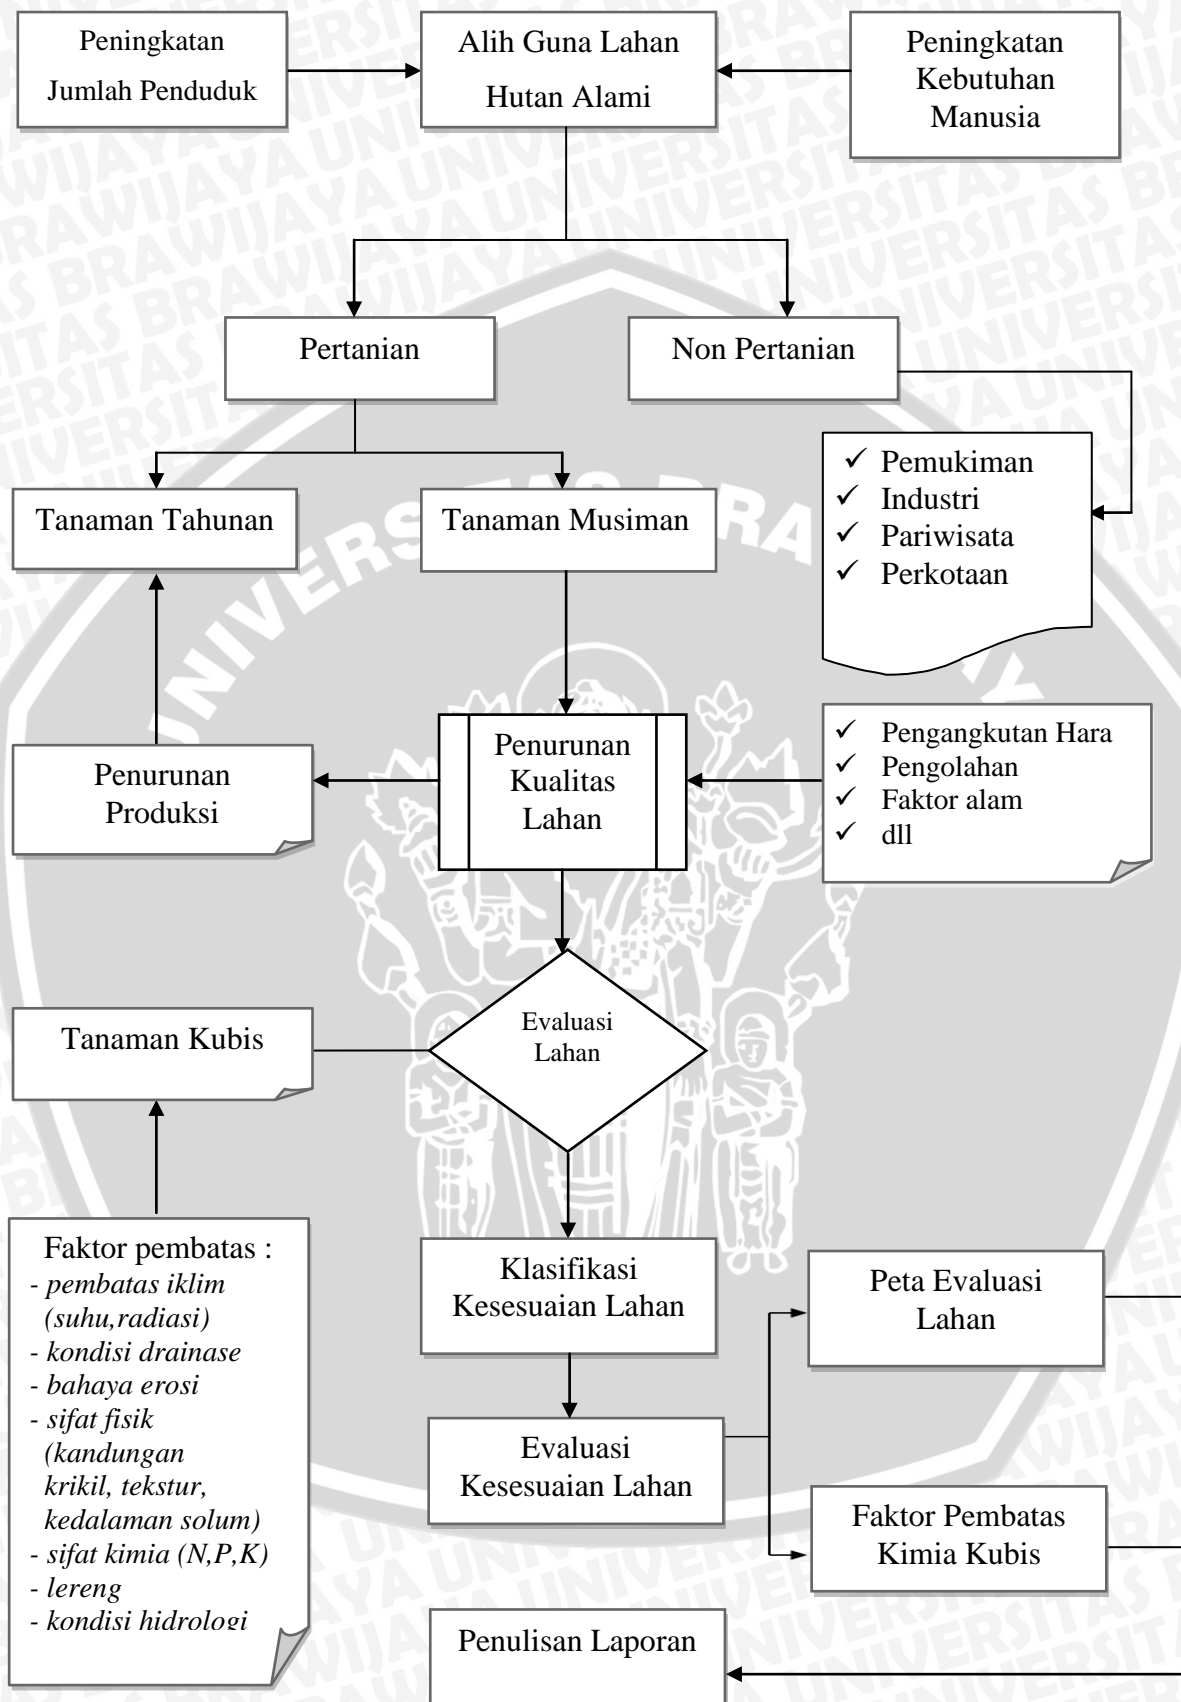 Peningkatan
Jumlah Penduduk
Alih Guna Lahan
Hutan Alami
Peningkatan
Kebutuhan
Manusia
Pertanian
Non Pertanian
✓ Pemukiman
✓ Industri
✓ Pariwisata
✓ Perkotaan
Tanaman Tahunan
Tanaman Musiman
Penurunan
Produksi
Penurunan
Kualitas
Lahan
✓ Pengangkutan Hara
✓ Pengolahan
✓ Faktor alam
✓ dll
Tanaman Kubis
Evaluasi
Lahan
Faktor pembatas :
- pembatas iklim
(suhu,radiasi)
- kondisi drainase
- bahaya erosi
- sifat fisik
(kandungan
krikil, tekstur,
kedalaman solum)
- sifat kimia (N,P,K)
- lereng
- kondisi hidrologi
Klasifikasi
Kesesuaian Lahan
Peta Evaluasi
Lahan
Evaluasi
Kesesuaian Lahan
Faktor Pembatas
Kimia Kubis
Penulisan Laporan